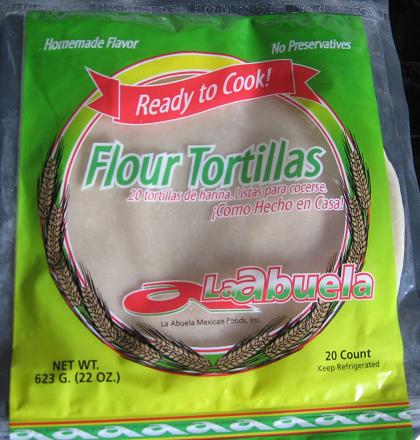 Homemade Flavor
No Preservatives
Ready to Cook!
Flour Tortillas
20 tortillas de harina. Listas para cocerse.
¡Como Hecho en Casa!
a LaAbuela
La Abuela Mexican Foods, Inc.
NET WT.
623 G. (22 OZ.)
20 Count
Keep Refrigerated